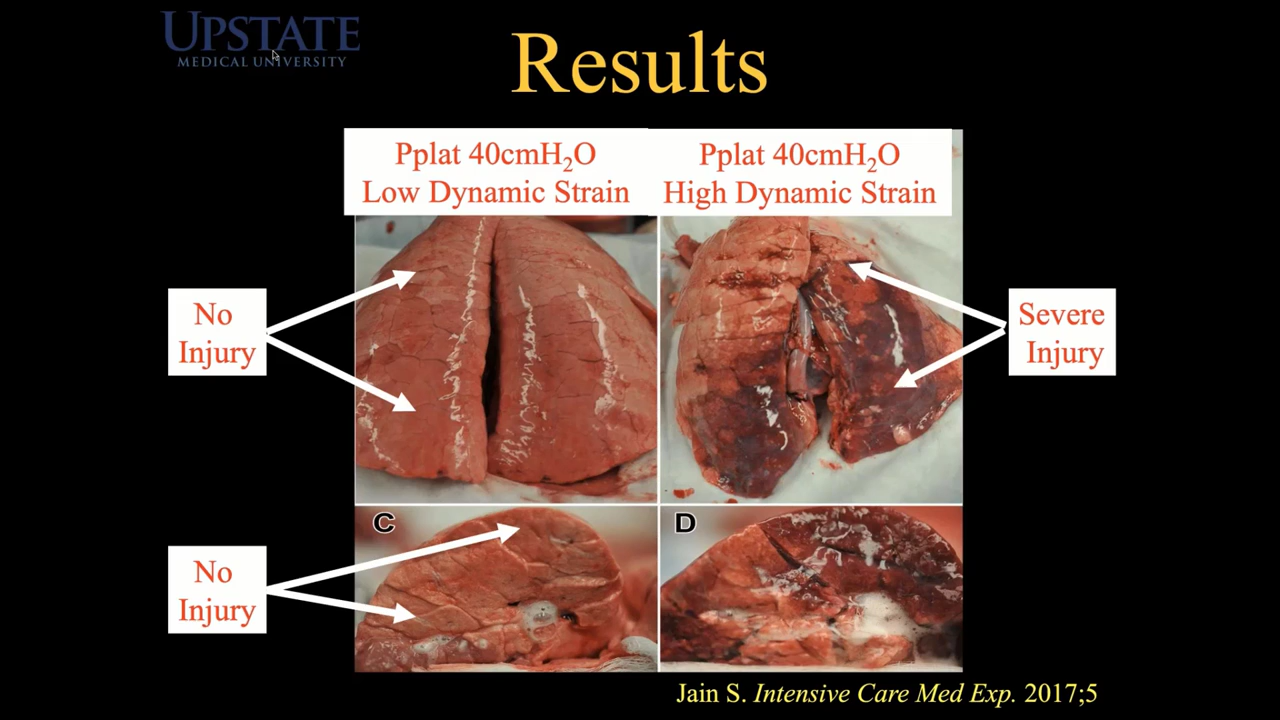 UPSTATE
MEDICAL UNIVERSITY
Results
Pplat 40cmH₂O
Low Dynamic Strain
Pplat 40cmH₂O
High Dynamic Strain
No
Injury
Severe
Injury
C
D
No
Injury
Jain S. Intensive Care Med Exp. 2017;5